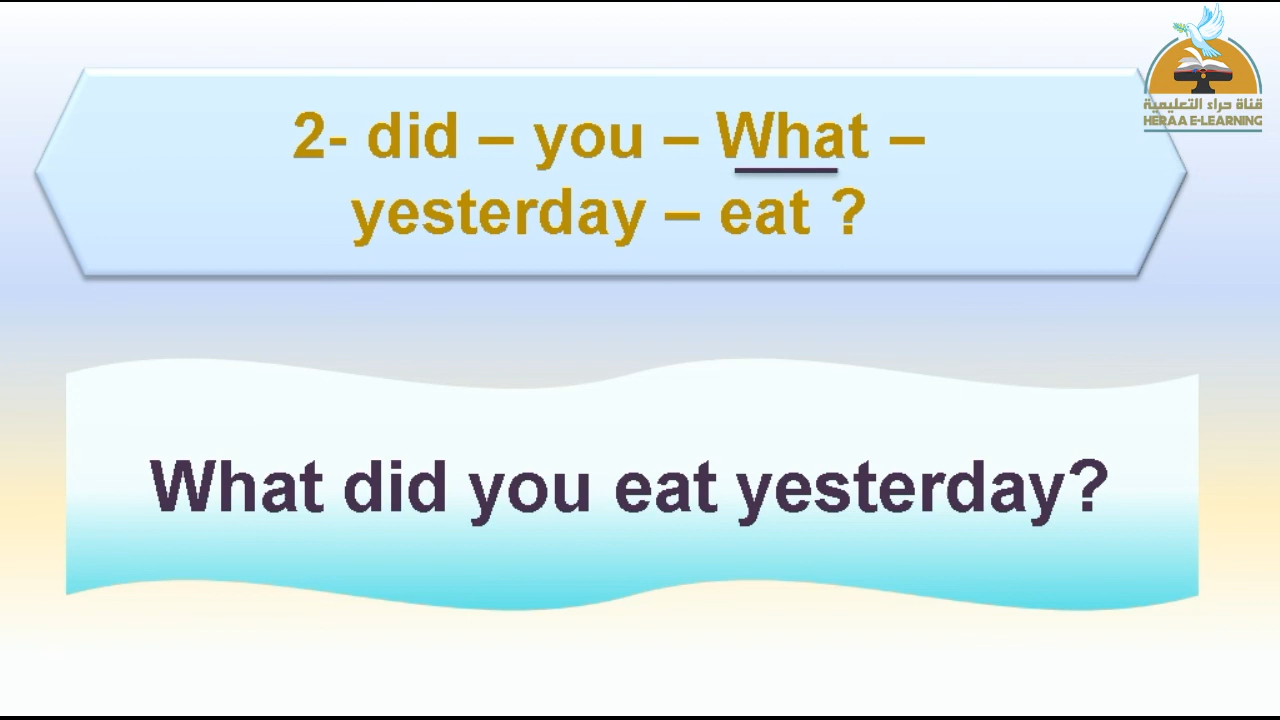 قناة حراء التعليمية
HERAA E-LEARNING
2- did – you – What –
yesterday – eat ?
What did you eat yesterday?